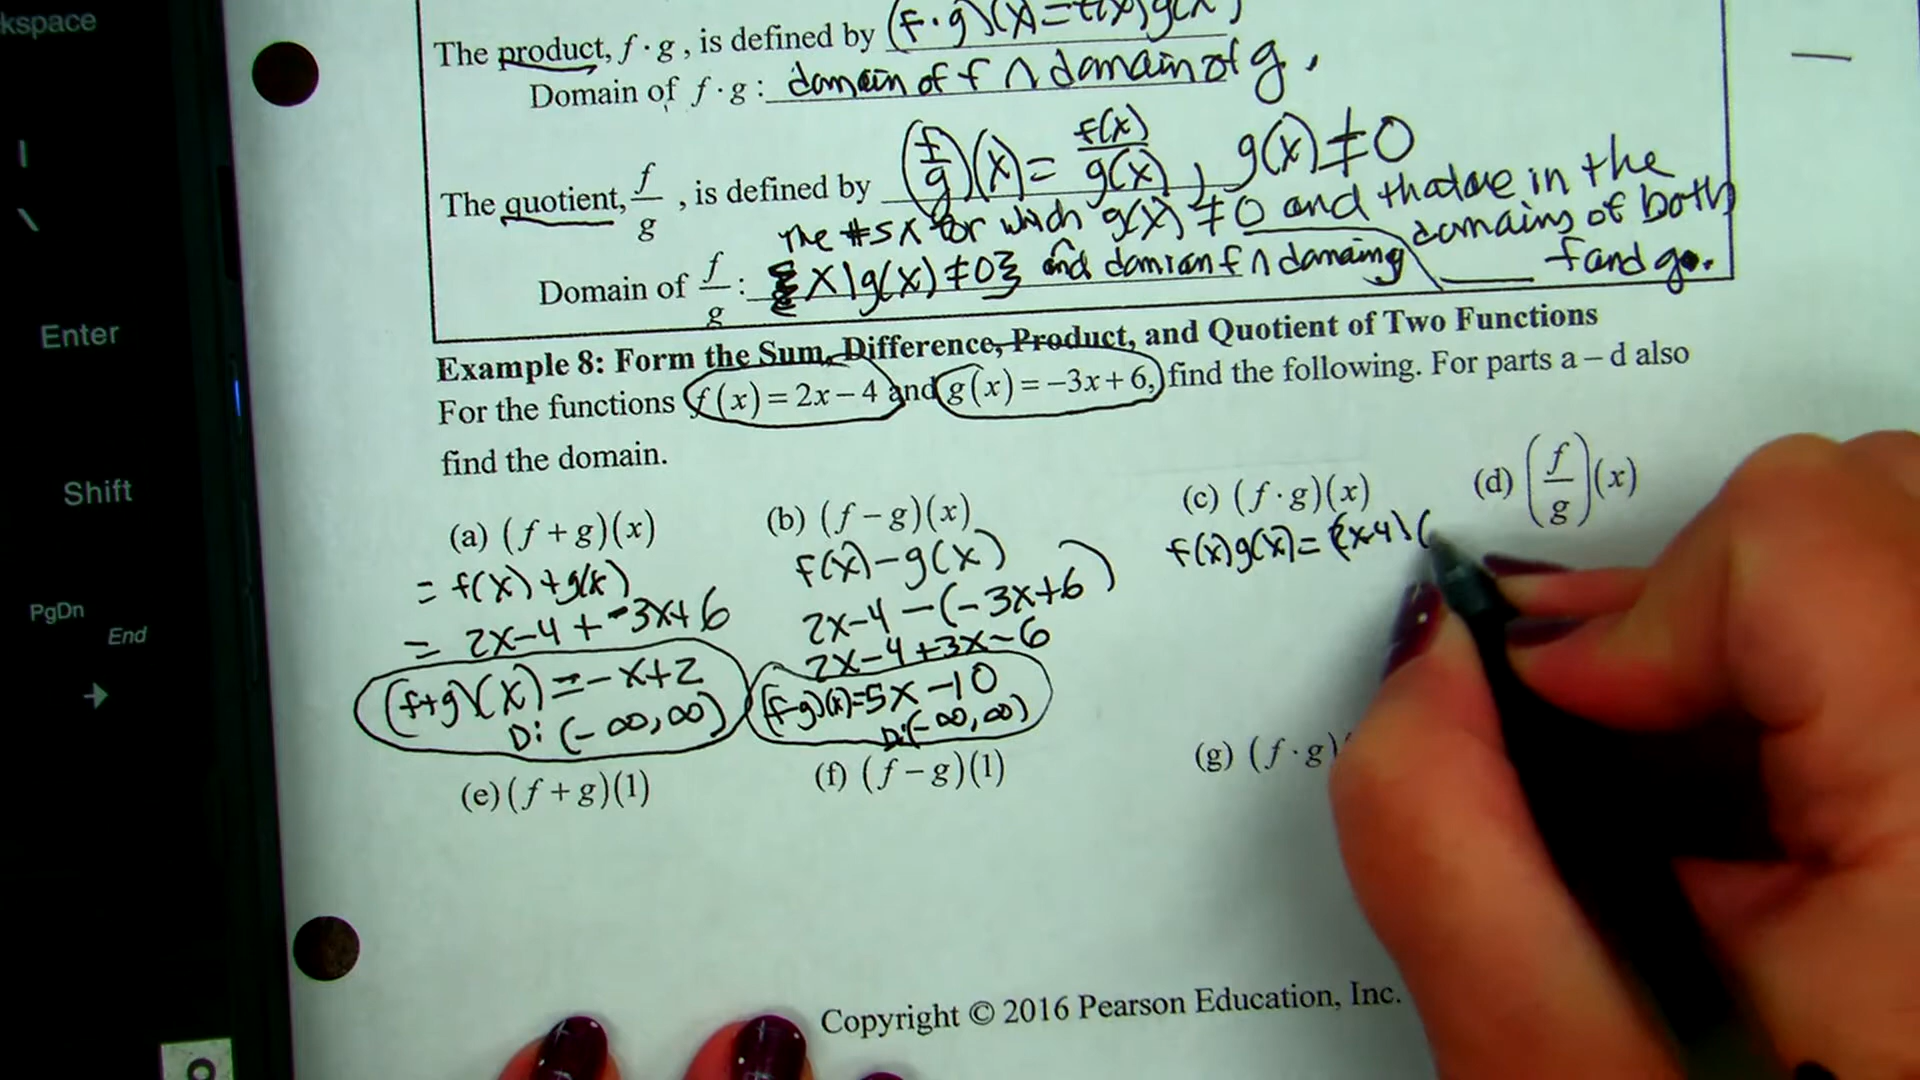 kspace
|
\
Enter
Shift
PgDn
End
The product, f · g , is defined by (f·g)(x)=f(x)g(x)
Domain of f · g : domain of f ∩ domain of g .
The quotient, f/g , is defined by (f/g)(x) = f(x)/g(x) , g(x)≠0
The #s x for which g(x)≠0 and that are in the domains of both f and g.
Domain of f/g : {x|g(x)≠0} and domian f ∩ domaing
Example 8: Form the Sum, Difference, Product, and Quotient of Two Functions
For the functions f(x) = 2x − 4 and g(x) = −3x + 6, find the following. For parts a – d also
find the domain.
(a) (f + g)(x)
= f(x) + g(x)
= 2x-4 + -3x+6
(f+g)(x) = -x+2
D: (-∞,∞)
(b) (f − g)(x)
f(x)-g(x)
2x-4 -(-3x+6)
2x-4+3x-6
(f-g)(x)=5x-10
D:(-∞,∞)
(c) (f · g)(x)
f(x)g(x)= (2x-4)(
(d) (f/g)(x)
(e) (f + g)(1)
(f) (f − g)(1)
(g) (f · g)
Copyright © 2016 Pearson Education, Inc.